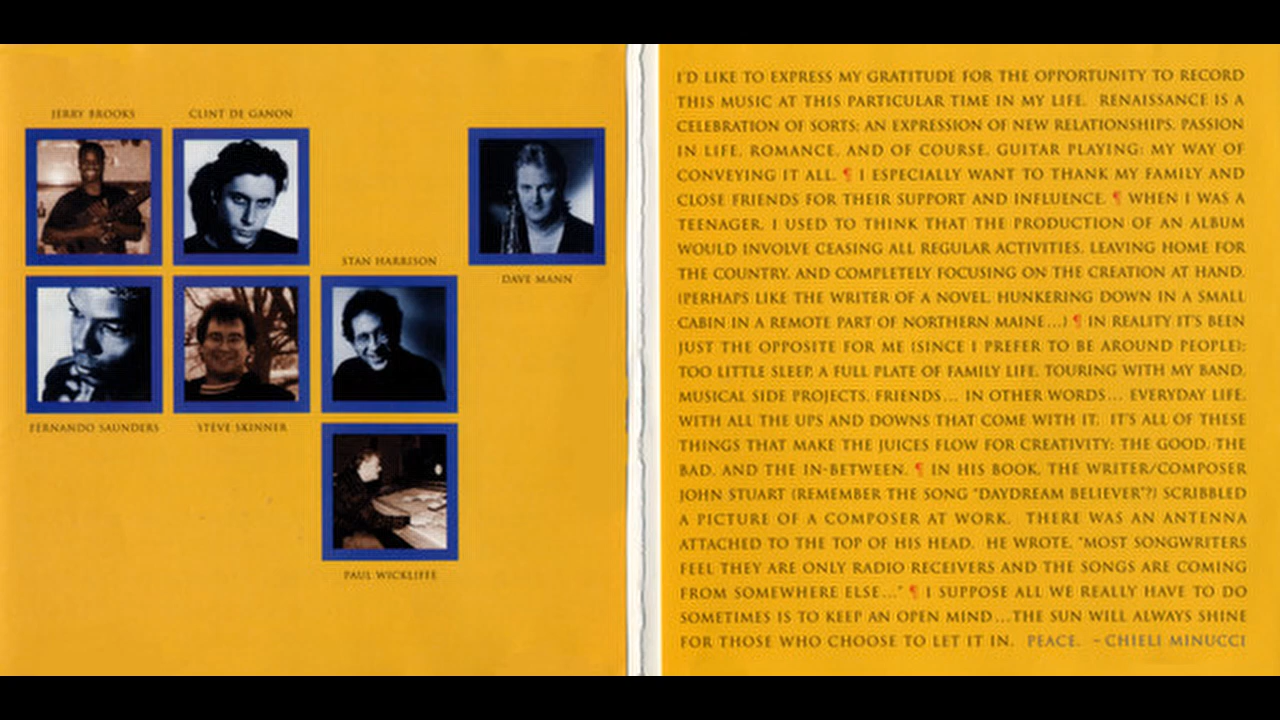 JERRY BROOKS
CLINT DE GANON
STAN HARRISON
DAVE MANN
FERNANDO SAUNDERS
STEVE SKINNER
PAUL WICKLIFFE
I'D LIKE TO EXPRESS MY GRATITUDE FOR THE OPPORTUNITY TO RECORD
THIS MUSIC AT THIS PARTICULAR TIME IN MY LIFE. RENAISSANCE IS A
CELEBRATION OF SORTS; AN EXPRESSION OF NEW RELATIONSHIPS, PASSION
IN LIFE, ROMANCE, AND OF COURSE, GUITAR PLAYING: MY WAY OF
CONVEYING IT ALL. ¶ I ESPECIALLY WANT TO THANK MY FAMILY AND
CLOSE FRIENDS FOR THEIR SUPPORT AND INFLUENCE. ¶ WHEN I WAS A
TEENAGER, I USED TO THINK THAT THE PRODUCTION OF AN ALBUM
WOULD INVOLVE CEASING ALL REGULAR ACTIVITIES, LEAVING HOME FOR
THE COUNTRY, AND COMPLETELY FOCUSING ON THE CREATION AT HAND.
(PERHAPS LIKE THE WRITER OF A NOVEL, HUNKERING DOWN IN A SMALL
CABIN IN A REMOTE PART OF NORTHERN MAINE...) ¶ IN REALITY IT'S BEEN
JUST THE OPPOSITE FOR ME (SINCE I PREFER TO BE AROUND PEOPLE);
TOO LITTLE SLEEP, A FULL PLATE OF FAMILY LIFE, TOURING WITH MY BAND,
MUSICAL SIDE PROJECTS, FRIENDS... IN OTHER WORDS... EVERYDAY LIFE,
WITH ALL THE UPS AND DOWNS THAT COME WITH IT. IT'S ALL OF THESE
THINGS THAT MAKE THE JUICES FLOW FOR CREATIVITY: THE GOOD, THE
BAD, AND THE IN-BETWEEN. ¶ IN HIS BOOK, THE WRITER/COMPOSER
JOHN STUART (REMEMBER THE SONG "DAYDREAM BELIEVER"?) SCRIBBLED
A PICTURE OF A COMPOSER AT WORK. THERE WAS AN ANTENNA
ATTACHED TO THE TOP OF HIS HEAD. HE WROTE, "MOST SONGWRITERS
FEEL THEY ARE ONLY RADIO RECEIVERS AND THE SONGS ARE COMING
FROM SOMEWHERE ELSE..." ¶ I SUPPOSE ALL WE REALLY HAVE TO DO
SOMETIMES IS TO KEEP AN OPEN MIND...THE SUN WILL ALWAYS SHINE
FOR THOSE WHO CHOOSE TO LET IT IN. PEACE. ~ CHIELI MINUCCI